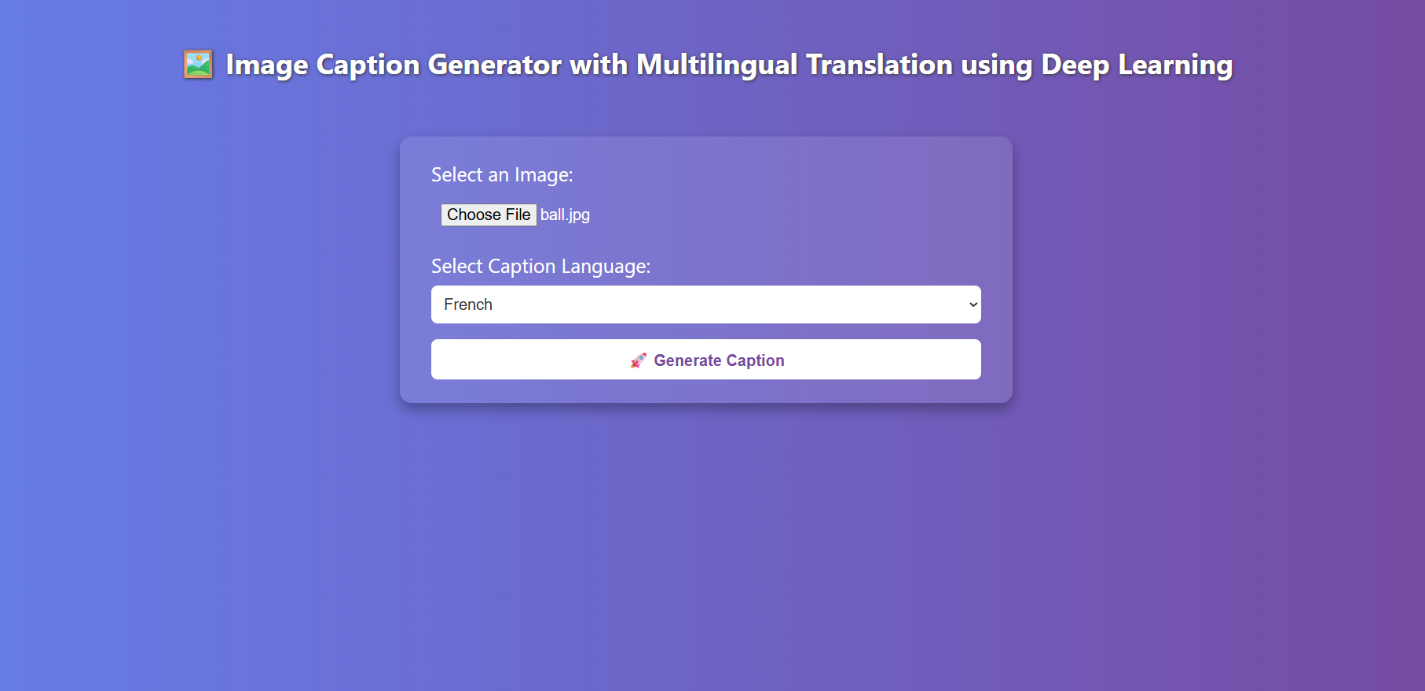 🖼️ Image Caption Generator with Multilingual Translation using Deep Learning
Select an Image:
Choose File ball.jpg
Select Caption Language:
French
🚀 Generate Caption